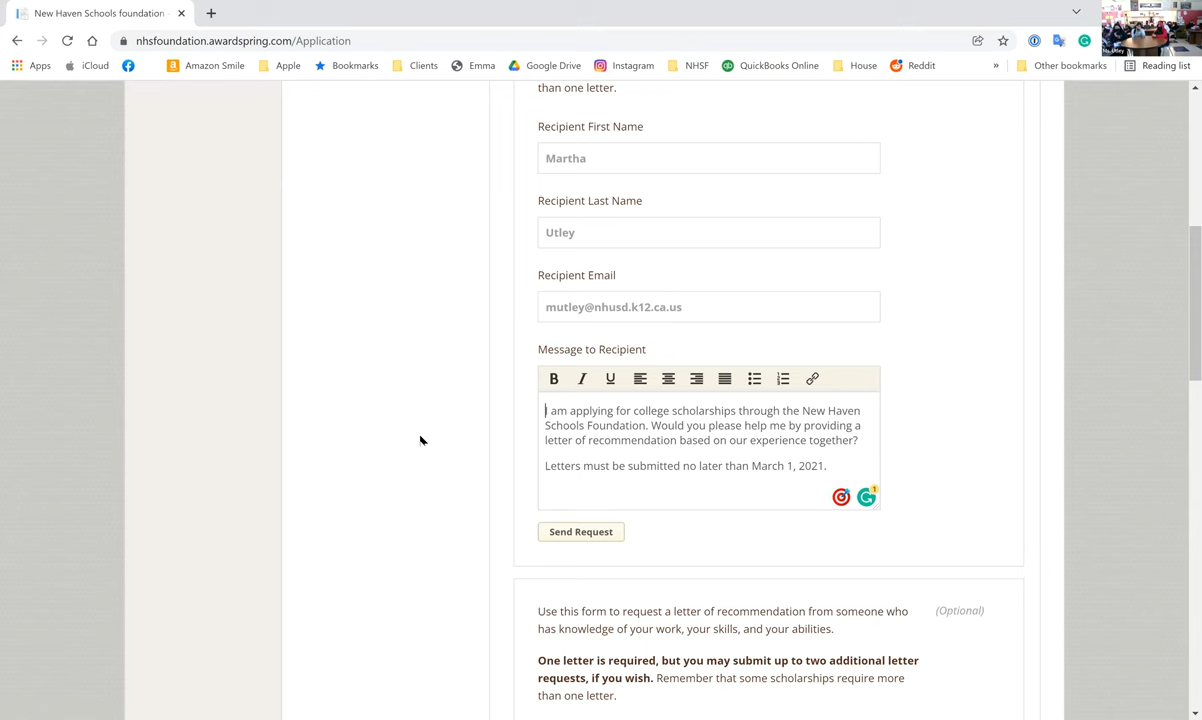 New Haven Schools foundation -
nhsfoundation.awardspring.com/Application
Apps
iCloud
Amazon Smile
Apple
Bookmarks
Clients
Emma
Google Drive
Instagram
NHSF
QuickBooks Online
House
Reddit
»
Other bookmarks
Reading list
than one letter.
Recipient First Name
Martha
Recipient Last Name
Utley
Recipient Email
mutley@nhusd.k12.ca.us
Message to Recipient
B I U
I am applying for college scholarships through the New Haven
Schools Foundation. Would you please help me by providing a
letter of recommendation based on our experience together?
Letters must be submitted no later than March 1, 2021.
1
Send Request
Use this form to request a letter of recommendation from someone who
(Optional)
has knowledge of your work, your skills, and your abilities.
One letter is required, but you may submit up to two additional letter
requests, if you wish. Remember that some scholarships require more
than one letter.